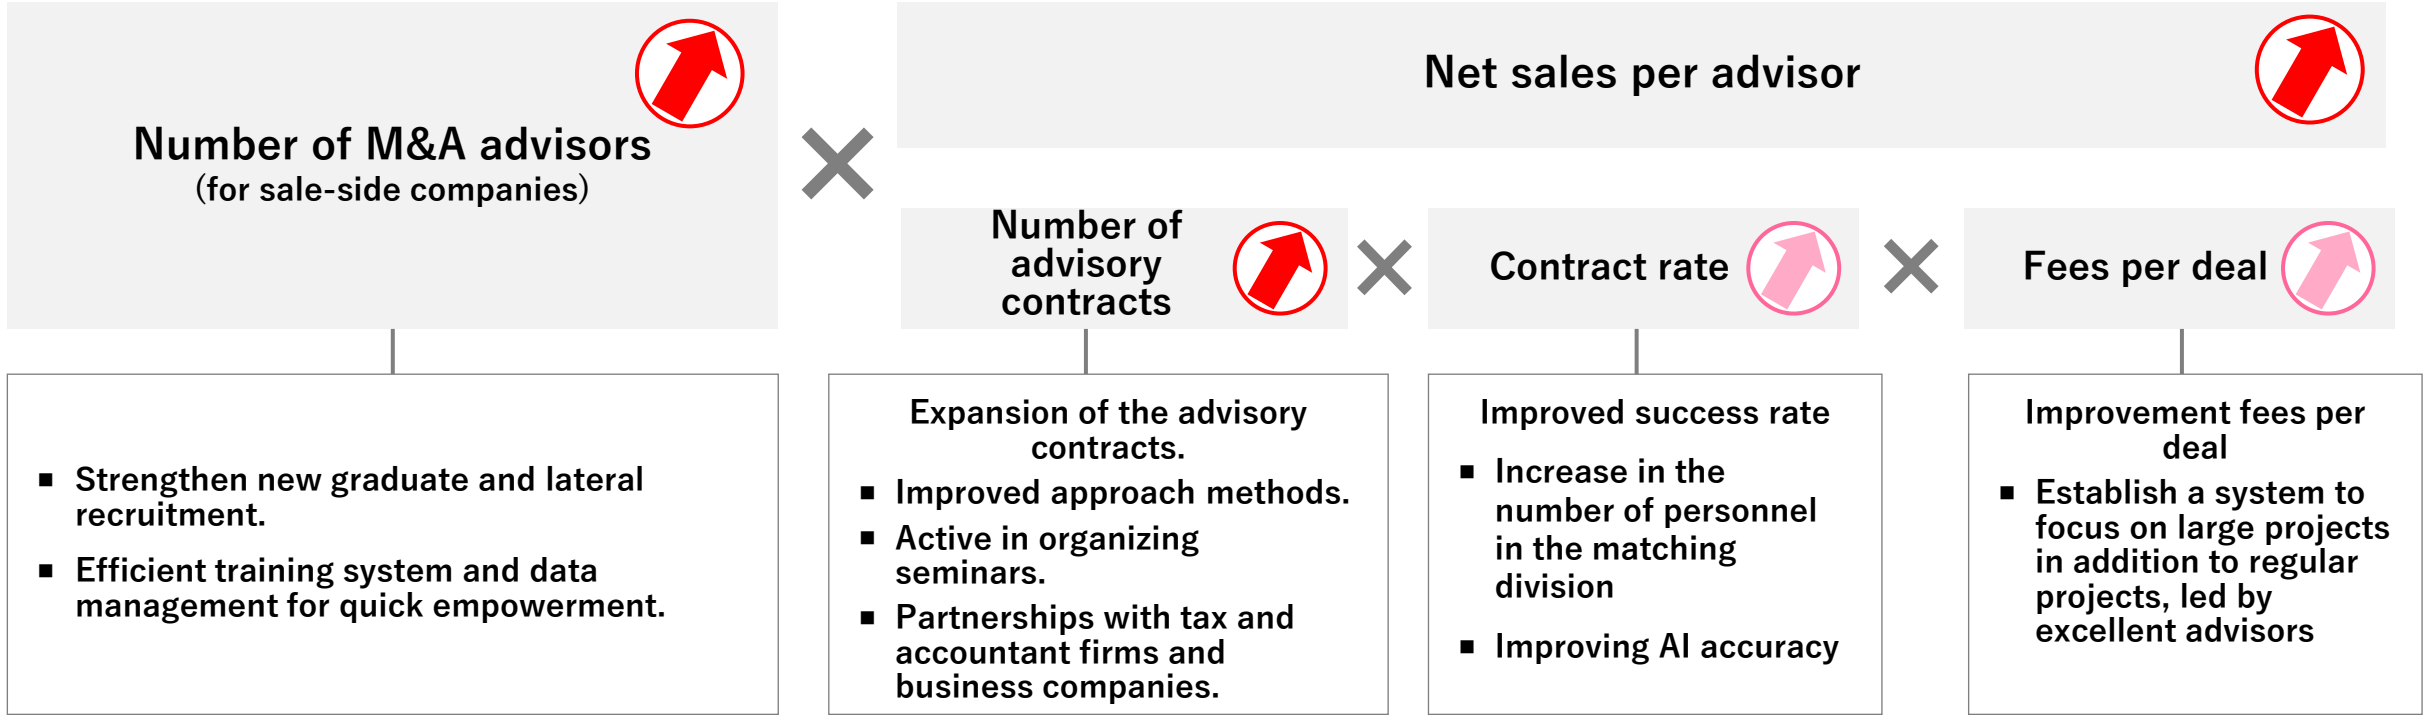 Number of M&A advisors
(for sale-side companies)
Net sales per advisor
Number of
advisory
contracts
Contract rate
Fees per deal
■ Strengthen new graduate and lateral
recruitment.
■ Efficient training system and data
management for quick empowerment.
Expansion of the advisory
contracts.
■ Improved approach methods.
■ Active in organizing
seminars.
■ Partnerships with tax and
accountant firms and
business companies.
Improved success rate
■ Increase in the
number of personnel
in the matching
division
■ Improving AI accuracy
Improvement fees per
deal
■ Establish a system to
focus on large projects
in addition to regular
projects, led by
excellent advisors